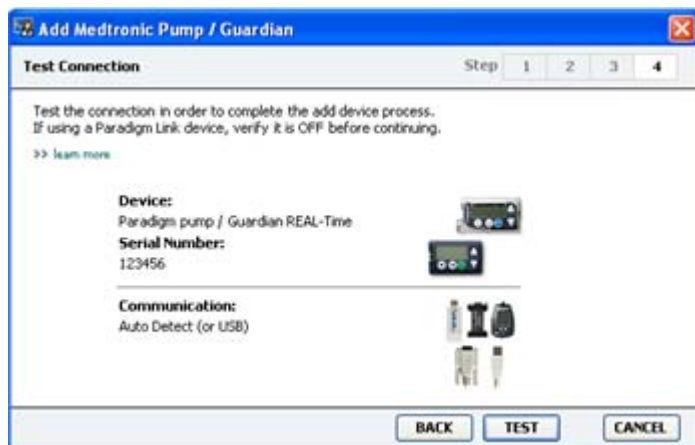 Add Medtronic Pump / Guardian
Test Connection
Step 1 2 3 4
Test the connection in order to complete the add device process.
If using a Paradigm Link device, verify it is OFF before continuing.
>> learn more
Device:
Paradigm pump / Guardian REAL-Time
Serial Number:
123456
Communication:
Auto Detect (or USB)
BACK TEST CANCEL